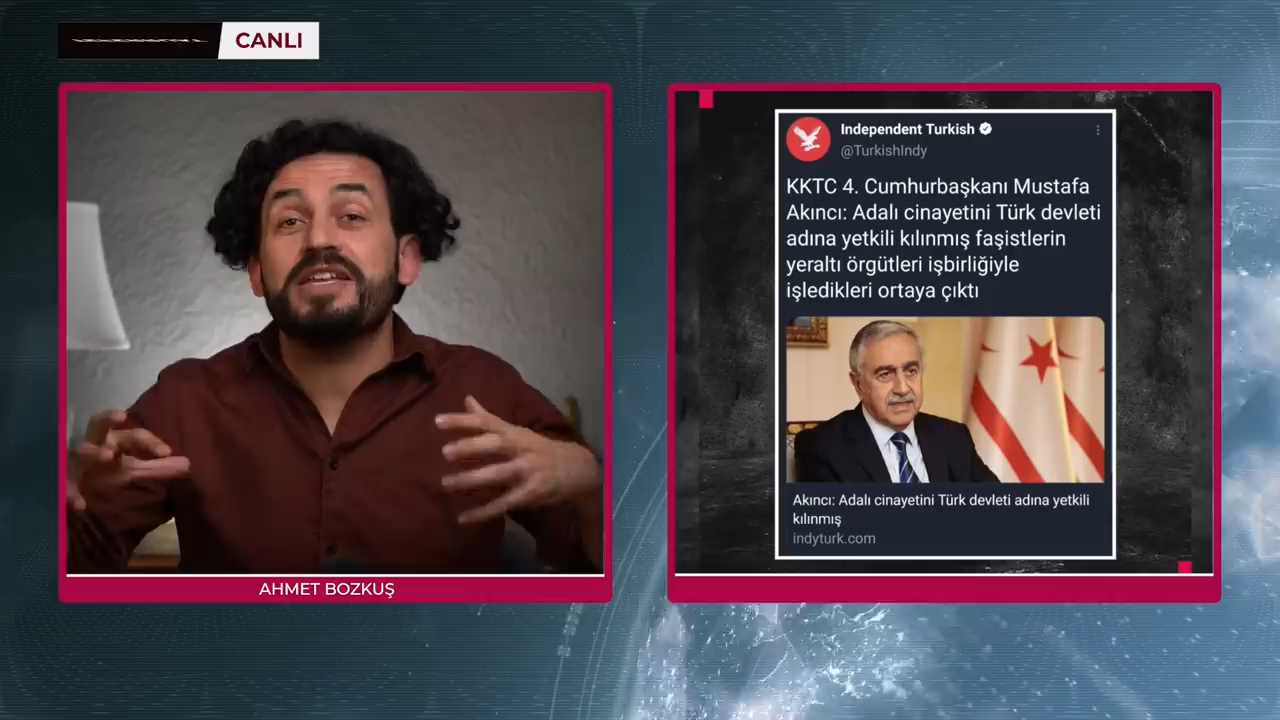 CANLI
AHMET BOZKUŞ
Independent Turkish
@TurkishIndy
KKTC 4. Cumhurbaşkanı Mustafa
Akıncı: Adalı cinayetini Türk devleti
adına yetkili kılınmış faşistlerin
yeraltı örgütleri işbirliğiyle
işledikleri ortaya çıktı
Akıncı: Adalı cinayetini Türk devleti adına yetkili
kılınmış
indyturk.com